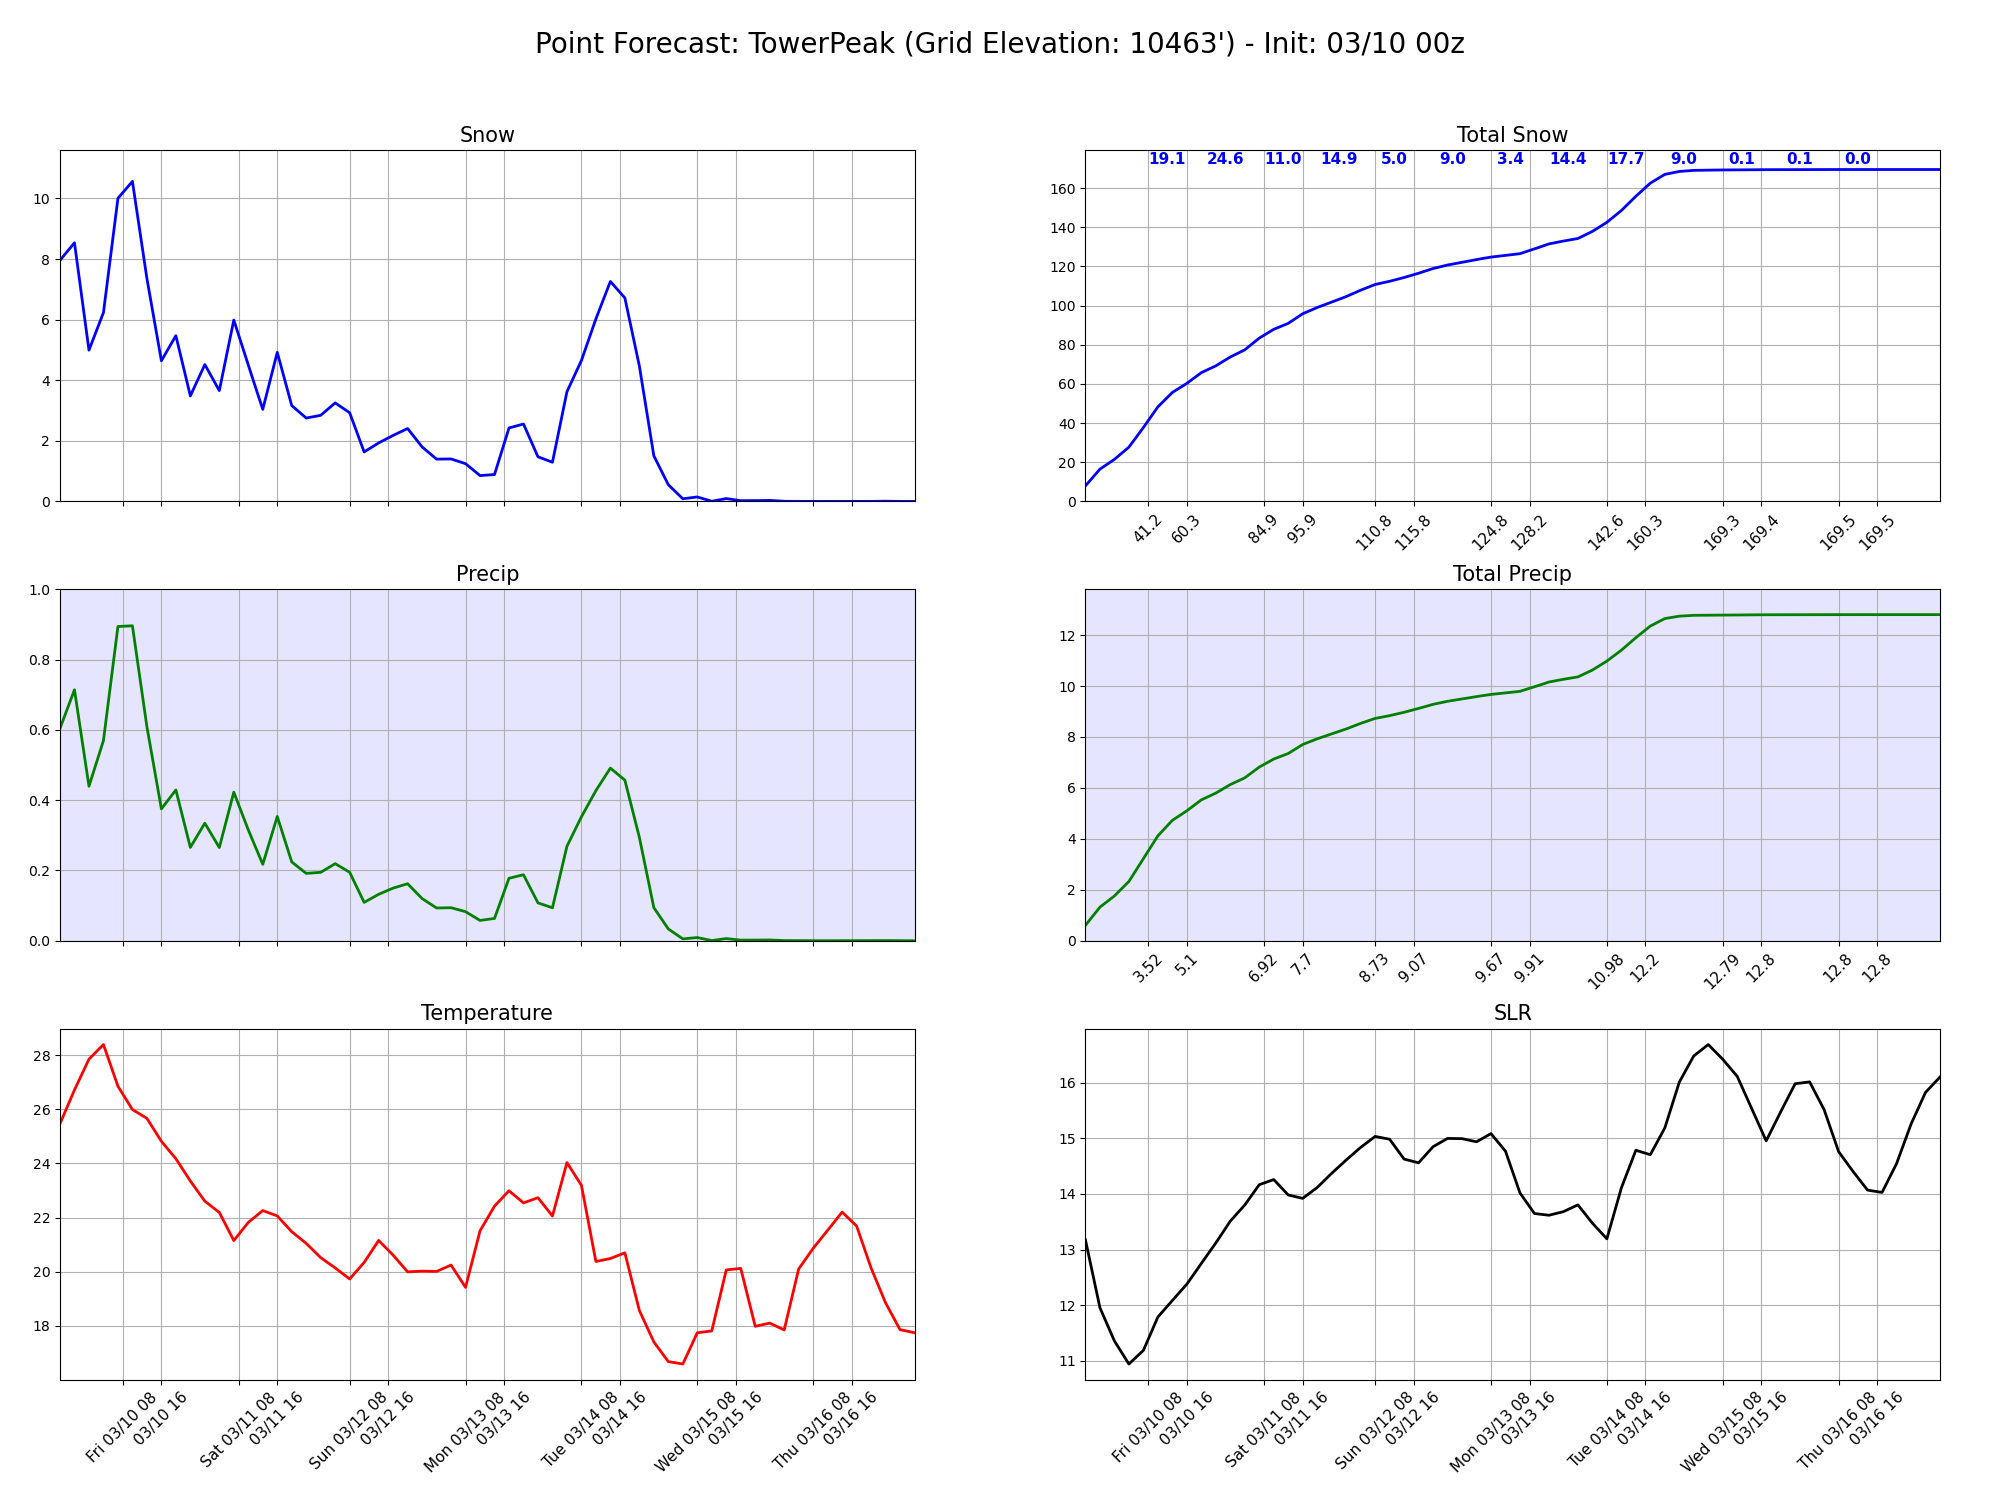 Point Forecast: TowerPeak (Grid Elevation: 10463') - Init: 03/10 00z
Snow
10
8
6
4
2
0
Total Snow
19.1 24.6 11.0 14.9 5.0 9.0 3.4 14.4 17.7 9.0 0.1 0.1 0.0
160
140
120
100
80
60
40
20
0
41.2 60.3 84.9 95.9 110.8 115.8 124.8 128.2 142.6 160.3 169.3 169.4 169.5 169.5
Precip
1.0
0.8
0.6
0.4
0.2
0.0
Total Precip
12
10
8
6
4
2
0
3.52 5.1 6.92 7.7 8.73 9.07 9.67 9.91 10.98 12.2 12.79 12.8 12.8 12.8
Temperature
28
26
24
22
20
18
Fri 03/10 08
03/10 16
Sat 03/11 08
03/11 16
Sun 03/12 08
03/12 16
Mon 03/13 08
03/13 16
Tue 03/14 08
03/14 16
Wed 03/15 08
03/15 16
Thu 03/16 08
03/16 16
SLR
16
15
14
13
12
11
Fri 03/10 08
03/10 16
Sat 03/11 08
03/11 16
Sun 03/12 08
03/12 16
Mon 03/13 08
03/13 16
Tue 03/14 08
03/14 16
Wed 03/15 08
03/15 16
Thu 03/16 08
03/16 16